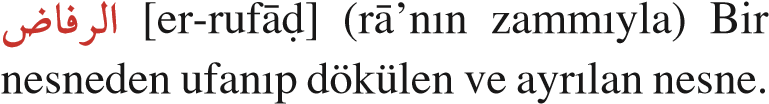 الرفاض [er-rufāḍ] (rā’nın zammıyla) Bir
nesneden ufanıp dökülen ve ayrılan nesne.